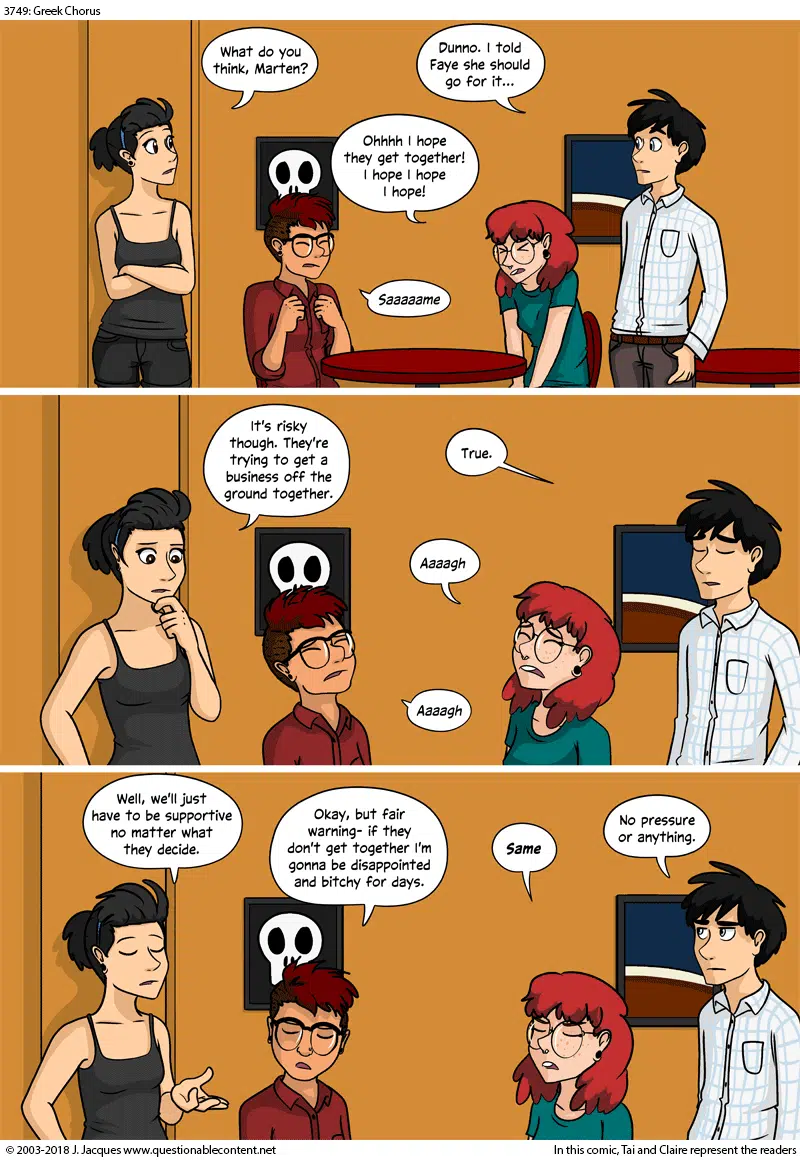 3749: Greek Chorus
What do you
think, Marten?
Dunno. I told
Faye she should
go for it...
Ohhhh I hope
they get together!
I hope I hope
I hope!
Saaaaame
It's risky
though. They're
trying to get a
business off the
ground together.
True.
Aaaagh
Aaaagh
Well, we'll just
have to be supportive
no matter what
they decide.
Okay, but fair
warning- if they
don't get together I'm
gonna be disappointed
and bitchy for days.
Same
No pressure
or anything.
© 2003-2018 J. Jacques www.questionablecontent.net
In this comic, Tai and Claire represent the readers